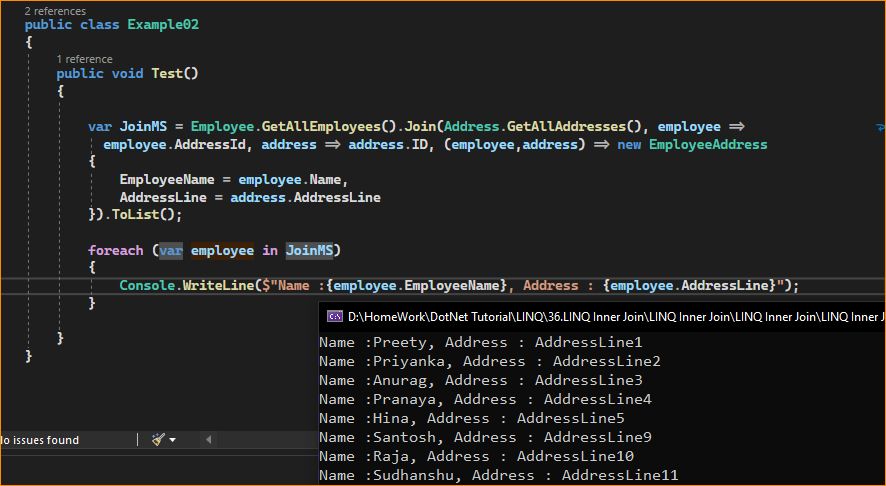 2 references
public class Example02
{
1 reference
public void Test()
{
var JoinMS = Employee.GetAllEmployees().Join(Address.GetAllAddresses(), employee =>
employee.AddressId, address => address.ID, (employee,address) => new EmployeeAddress
{
EmployeeName = employee.Name,
AddressLine = address.AddressLine
}).ToList();
foreach (var employee in JoinMS)
{
Console.WriteLine($"Name :{employee.EmployeeName}, Address : {employee.AddressLine}");
}
}
}
lo issues found
D:\HomeWork\DotNet Tutorial\LINQ\36.LINQ Inner Join\LINQ Inner Join\LINQ Inner Join\LINQ Inner J
Name :Preety, Address : AddressLine1
Name :Priyanka, Address : AddressLine2
Name :Anurag, Address : AddressLine3
Name :Pranaya, Address : AddressLine4
Name :Hina, Address : AddressLine5
Name :Santosh, Address : AddressLine9
Name :Raja, Address : AddressLine10
Name :Sudhanshu, Address : AddressLine11